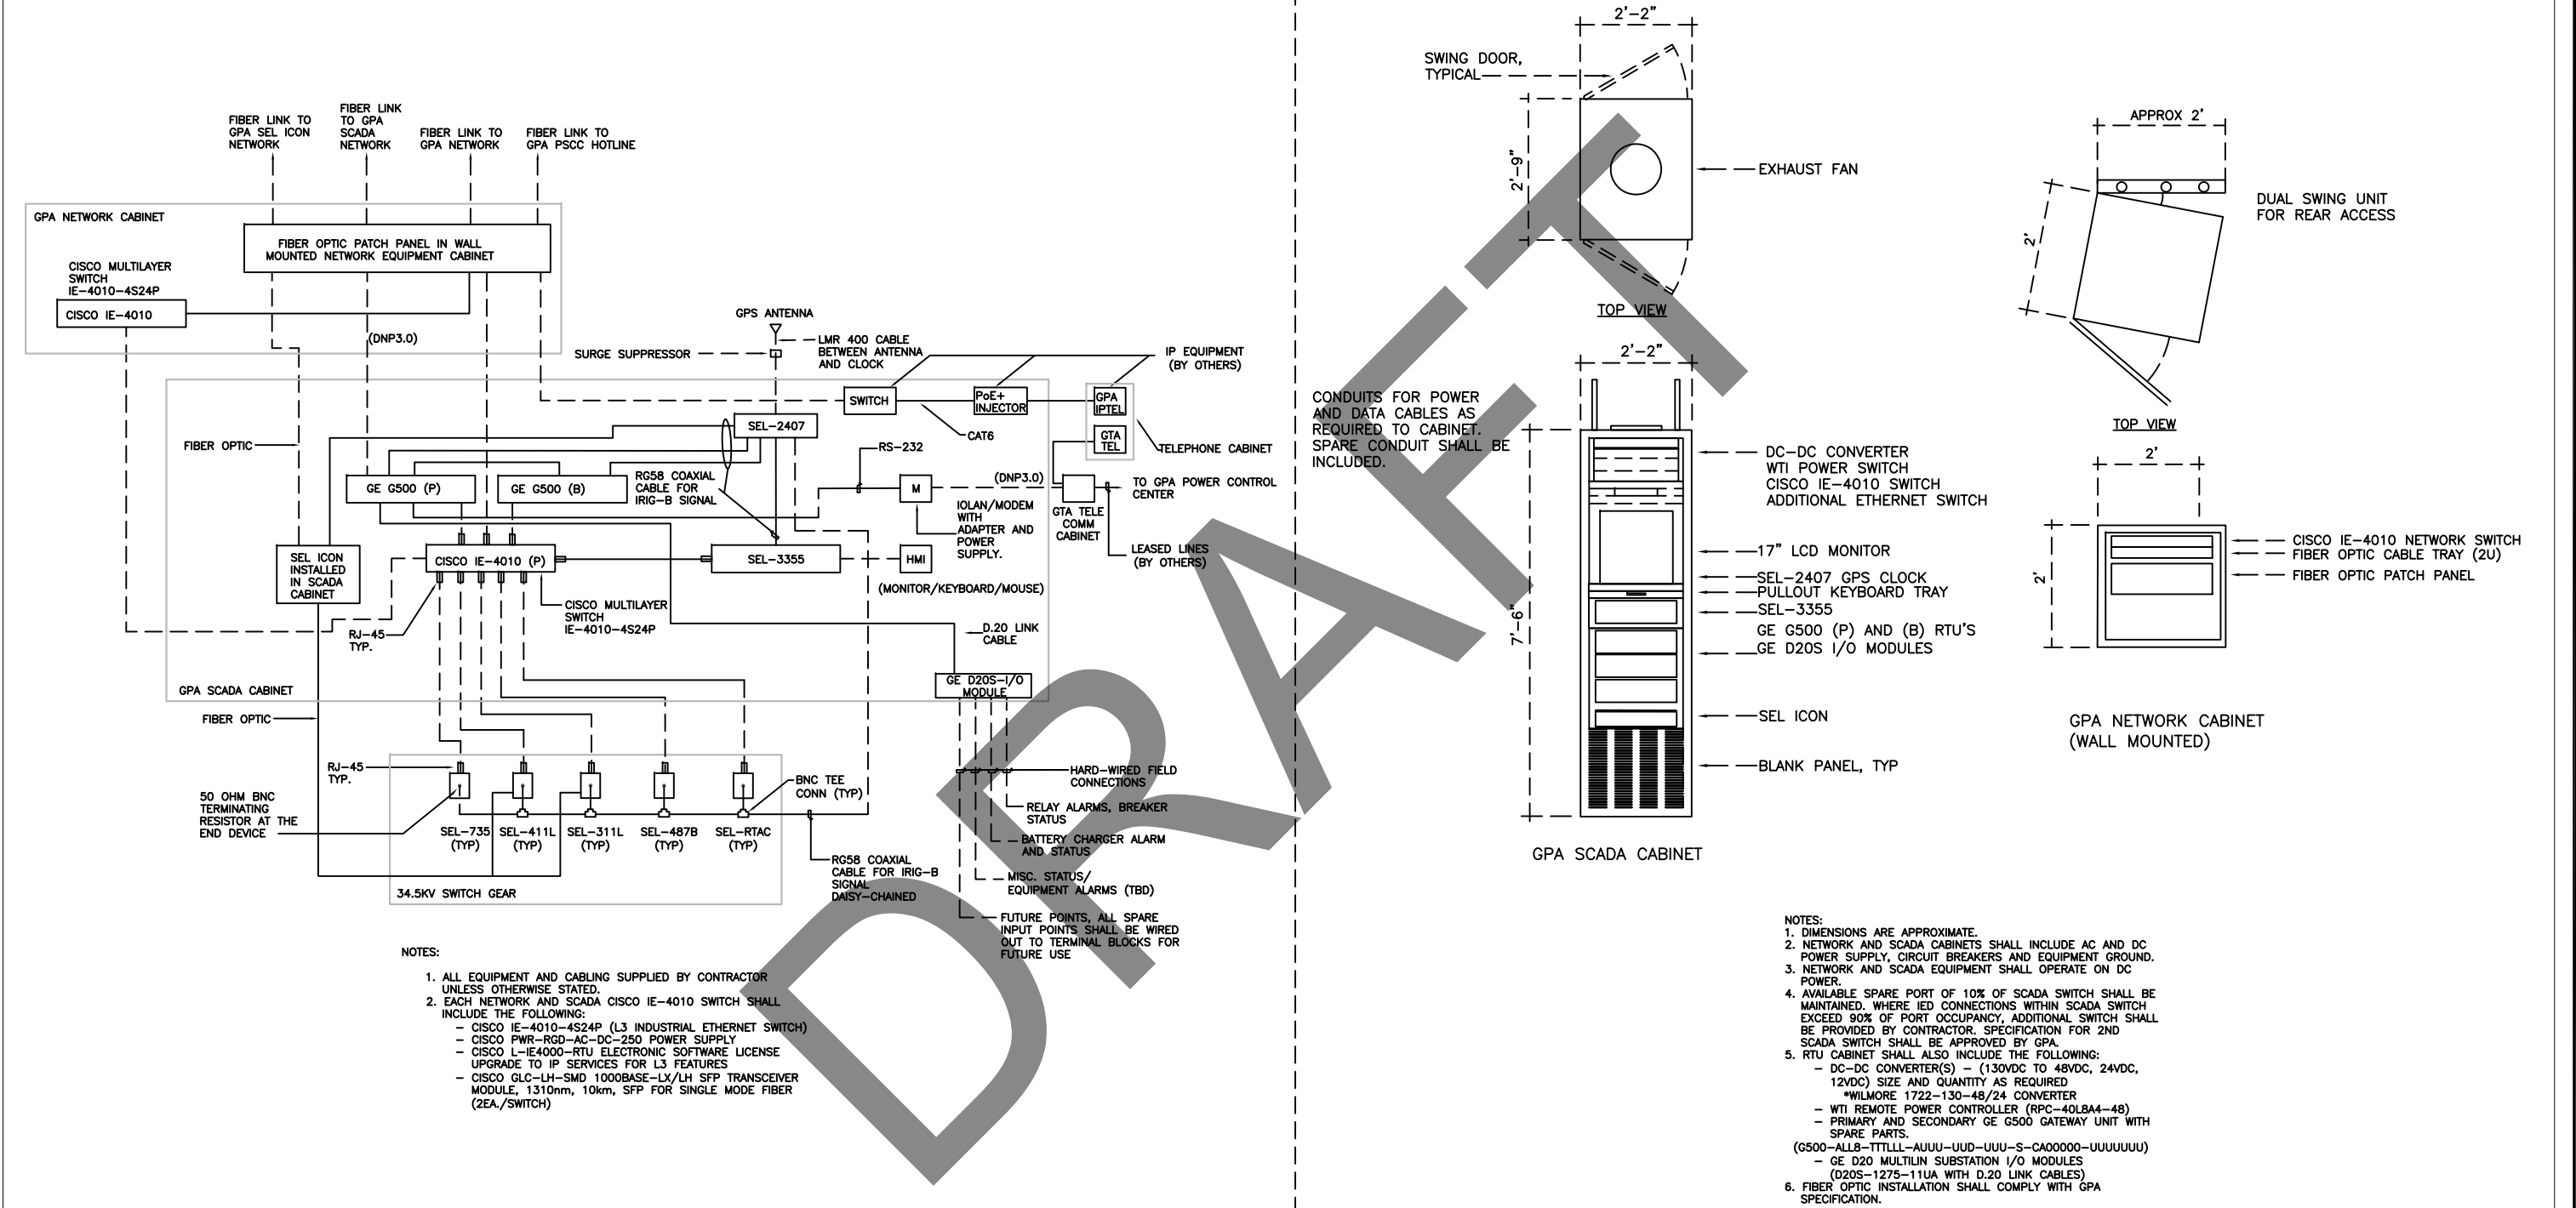 FIBER LINK TO
GPA SEL ICON
NETWORK
FIBER LINK
TO GPA
SCADA
NETWORK
FIBER LINK TO
GPA NETWORK
FIBER LINK TO
GPA PSCC HOTLINE
GPA NETWORK CABINET
FIBER OPTIC PATCH PANEL IN WALL
MOUNTED NETWORK EQUIPMENT CABINET
CISCO MULTILAYER
SWITCH
IE-4010-4S24P
CISCO IE-4010
(DNP3.0)
GPS ANTENNA
LMR 400 CABLE
BETWEEN ANTENNA
AND CLOCK
SURGE SUPPRESSOR
IP EQUIPMENT
(BY OTHERS)
SWITCH
PoE+
INJECTOR
GPA
IPTEL
CAT6
GTA
TEL
TELEPHONE CABINET
SEL-2407
FIBER OPTIC
RS-232
GE G500 (P)
GE G500 (B)
RG58 COAXIAL
CABLE FOR
IRIG-B SIGNAL
M
(DNP3.0)
TO GPA POWER CONTROL
CENTER
IOLAN/MODEM
WITH
ADAPTER AND
POWER
SUPPLY.
GTA TELE
COMM
CABINET
LEASED LINES
(BY OTHERS)
SEL ICON
INSTALLED
IN SCADA
CABINET
CISCO IE-4010 (P)
SEL-3355
HMI
(MONITOR/KEYBOARD/MOUSE)
CISCO MULTILAYER
SWITCH
IE-4010-4S24P
RJ-45
TYP.
D.20 LINK
CABLE
GPA SCADA CABINET
GE D20S-I/O
MODULE
FIBER OPTIC
RJ-45
TYP.
BNC TEE
CONN (TYP)
50 OHM BNC
TERMINATING
RESISTOR AT THE
END DEVICE
SEL-735
(TYP)
SEL-411L
(TYP)
SEL-311L
(TYP)
SEL-487B
(TYP)
SEL-RTAC
(TYP)
34.5KV SWITCH GEAR
RG58 COAXIAL
CABLE FOR IRIG-B
SIGNAL
DAISY-CHAINED
HARD-WIRED FIELD
CONNECTIONS
RELAY ALARMS, BREAKER
STATUS
BATTERY CHARGER ALARM
AND STATUS
MISC. STATUS/
EQUIPMENT ALARMS (TBD)
FUTURE POINTS, ALL SPARE
INPUT POINTS SHALL BE WIRED
OUT TO TERMINAL BLOCKS FOR
FUTURE USE
NOTES:
1. ALL EQUIPMENT AND CABLING SUPPLIED BY CONTRACTOR
UNLESS OTHERWISE STATED.
2. EACH NETWORK AND SCADA CISCO IE-4010 SWITCH SHALL
INCLUDE THE FOLLOWING:
- CISCO IE-4010-4S24P (L3 INDUSTRIAL ETHERNET SWITCH)
- CISCO PWR-RGD-AC-DC-250 POWER SUPPLY
- CISCO L-IE4000-RTU ELECTRONIC SOFTWARE LICENSE
UPGRADE TO IP SERVICES FOR L3 FEATURES
- CISCO GLC-LH-SMD 1000BASE-LX/LH SFP TRANSCEIVER
MODULE, 1310nm, 10km, SFP FOR SINGLE MODE FIBER
(2EA./SWITCH)
DRAFT
2'-2"
SWING DOOR,
TYPICAL
2'-9"
EXHAUST FAN
TOP VIEW
2'-2"
CONDUITS FOR POWER
AND DATA CABLES AS
REQUIRED TO CABINET.
SPARE CONDUIT SHALL BE
INCLUDED.
7'-6"
DC-DC CONVERTER
WTI POWER SWITCH
CISCO IE-4010 SWITCH
ADDITIONAL ETHERNET SWITCH
17" LCD MONITOR
SEL-2407 GPS CLOCK
PULLOUT KEYBOARD TRAY
SEL-3355
GE G500 (P) AND (B) RTU'S
GE D20S I/O MODULES
SEL ICON
BLANK PANEL, TYP
GPA SCADA CABINET
APPROX 2'
DUAL SWING UNIT
FOR REAR ACCESS
2'
TOP VIEW
2'
2'
CISCO IE-4010 NETWORK SWITCH
FIBER OPTIC CABLE TRAY (2U)
FIBER OPTIC PATCH PANEL
GPA NETWORK CABINET
(WALL MOUNTED)
NOTES:
1. DIMENSIONS ARE APPROXIMATE.
2. NETWORK AND SCADA CABINETS SHALL INCLUDE AC AND DC
POWER SUPPLY, CIRCUIT BREAKERS AND EQUIPMENT GROUND.
3. NETWORK AND SCADA EQUIPMENT SHALL OPERATE ON DC
POWER.
4. AVAILABLE SPARE PORT OF 10% OF SCADA SWITCH SHALL BE
MAINTAINED. WHERE IED CONNECTIONS WITHIN SCADA SWITCH
EXCEED 90% OF PORT OCCUPANCY, ADDITIONAL SWITCH SHALL
BE PROVIDED BY CONTRACTOR. SPECIFICATION FOR 2ND
SCADA SWITCH SHALL BE APPROVED BY GPA.
5. RTU CABINET SHALL ALSO INCLUDE THE FOLLOWING:
- DC-DC CONVERTER(S) - (130VDC TO 48VDC, 24VDC,
12VDC) SIZE AND QUANTITY AS REQUIRED
*WILMORE 1722-130-48/24 CONVERTER
- WTI REMOTE POWER CONTROLLER (RPC-40L8A4-48)
- PRIMARY AND SECONDARY GE G500 GATEWAY UNIT WITH
SPARE PARTS.
(G500-ALL8-TTTLLL-AUUU-UUD-UUU-S-CA00000-UUUUUUU)
- GE D20 MULTILIN SUBSTATION I/O MODULES
(D20S-1275-11UA WITH D.20 LINK CABLES)
6. FIBER OPTIC INSTALLATION SHALL COMPLY WITH GPA
SPECIFICATION.